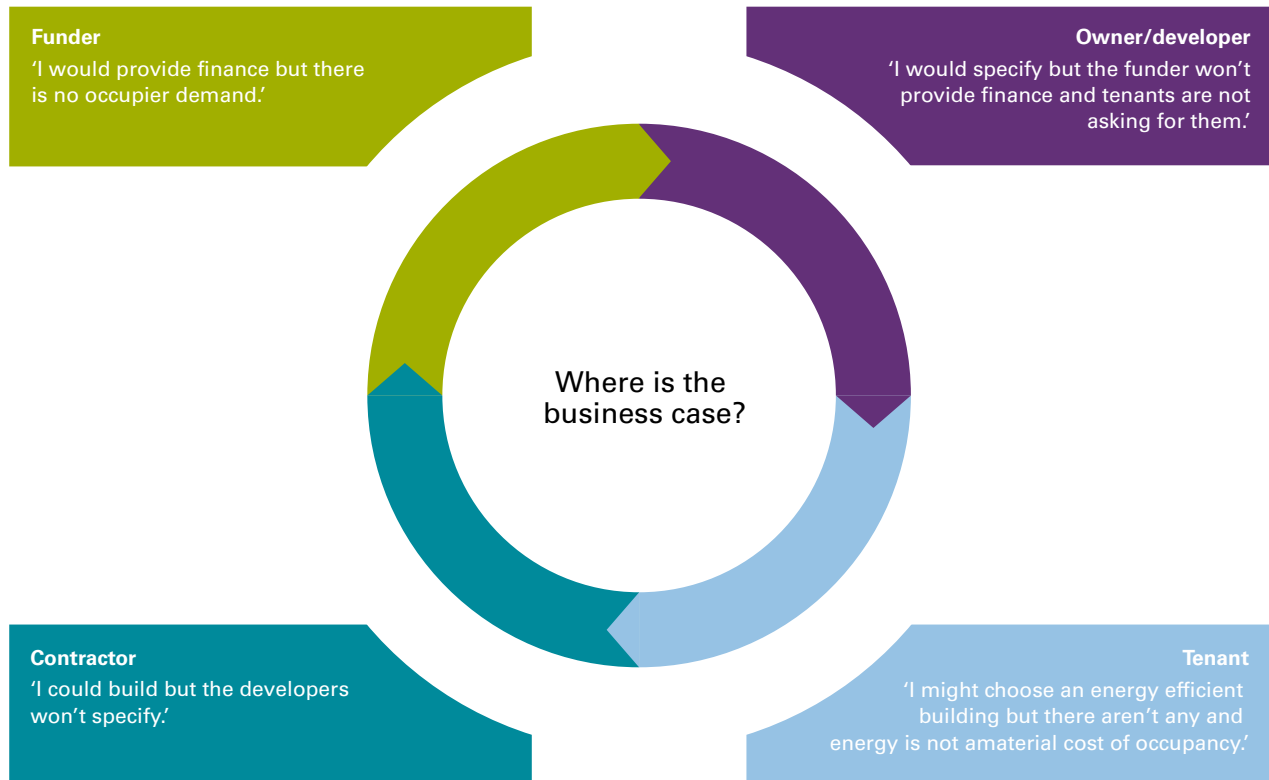 Funder
‘I would provide finance but there
is no occupier demand.’
Owner/developer
‘I would specify but the funder won’t
provide finance and tenants are not
asking for them.’
Where is the
business case?
Contractor
‘I could build but the developers
won’t specify.’
Tenant
‘I might choose an energy efficient
building but there aren’t any and
energy is not amaterial cost of occupancy.’